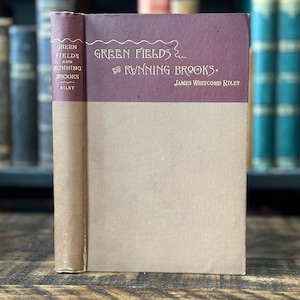 GREEN
FIELDS
AND
RUNNING
BROOKS
RILEY
GREEN FIELDS
AND RUNNING BROOKS.
JAMES WHITCOMB RILEY